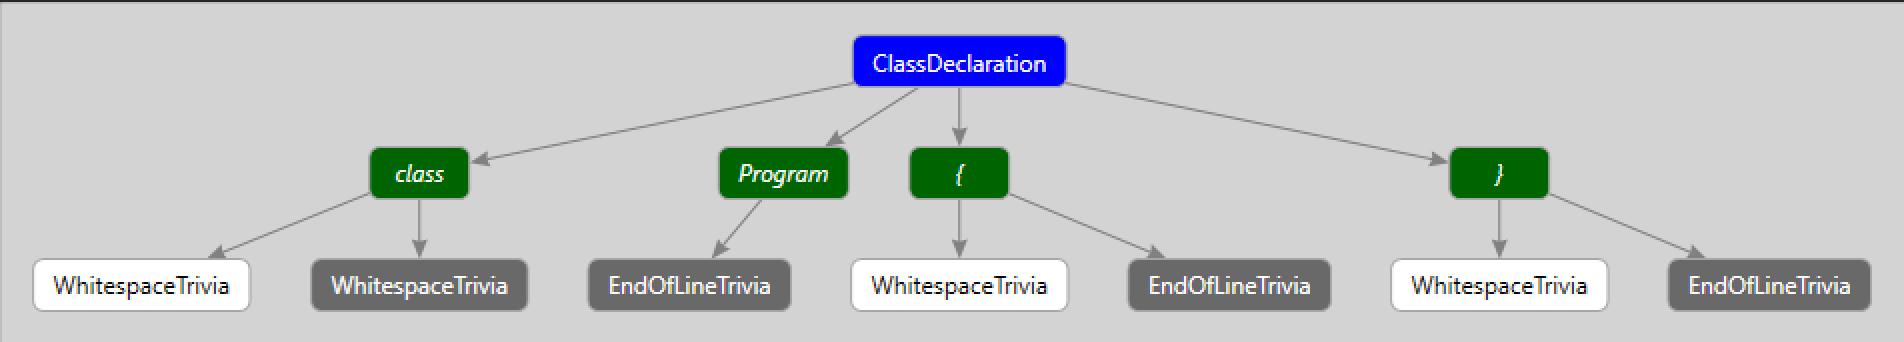 ClassDeclaration
class
Program
{
}
WhitespaceTrivia
WhitespaceTrivia
EndOfLineTrivia
WhitespaceTrivia
EndOfLineTrivia
WhitespaceTrivia
EndOfLineTrivia